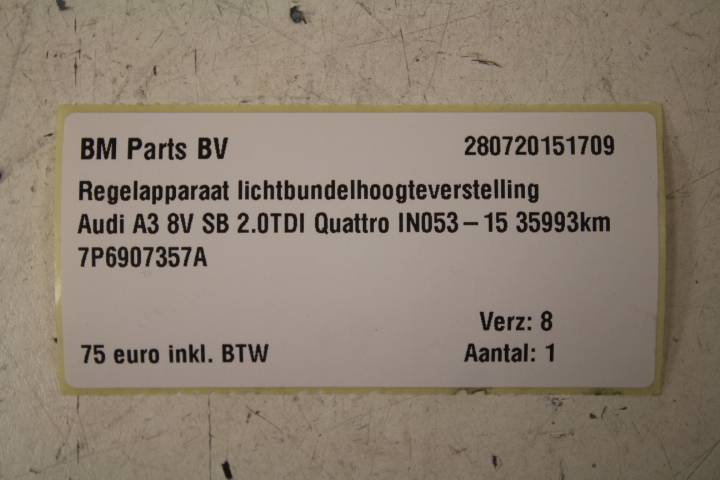 BM Parts BV 280720151709
Regelapparaat lichtbundelhoogteverstelling
Audi A3 8V SB 2.0TDI Quattro IN053-15 35993km
7P6907357A
Verz: 8
75 euro inkl. BTW Aantal: 1